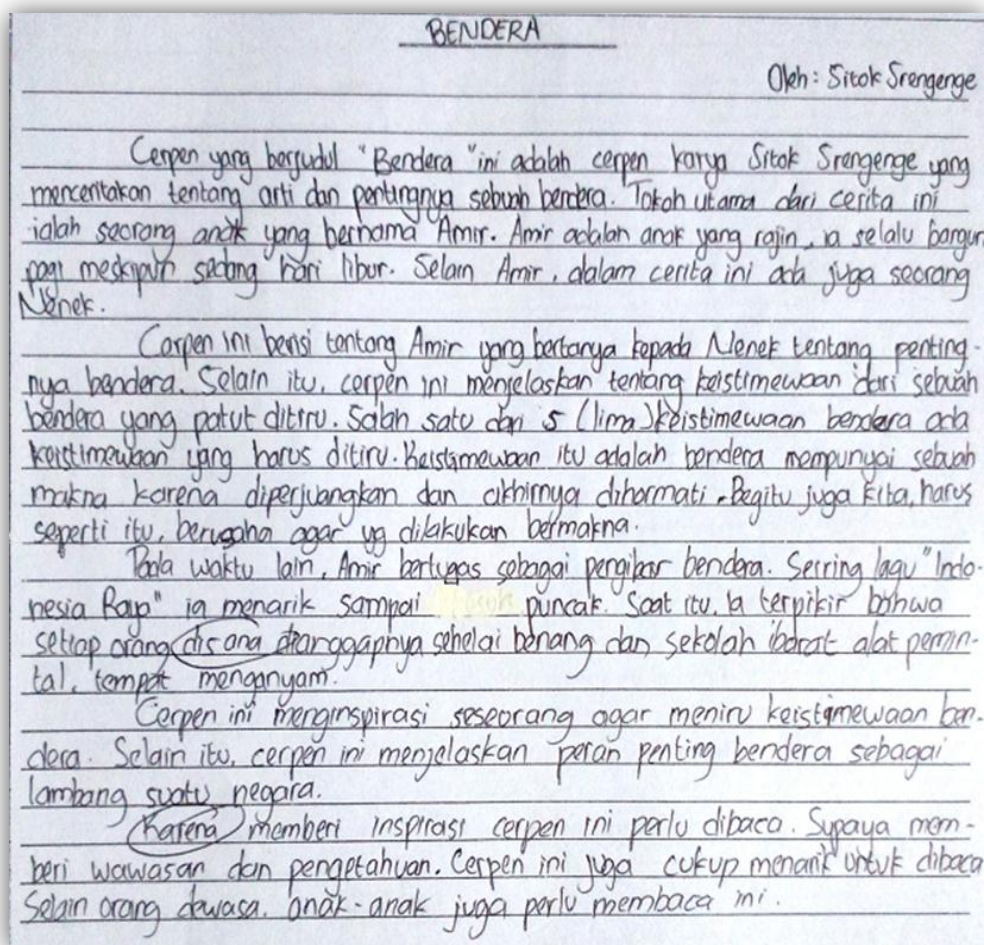 BENDERA
Oleh : Sitok Srengenge
Cerpen yang berjudul "Bendera" ini adalah cerpen karya Sitok Srengenge yang
menceritakan tentang arti dan pentingnya sebuah bendera. Tokoh utama dari cerita ini
ialah seorang anak yang bernama Amir. Amir adalah anak yang rajin, ia selalu bangun
pagi meskipun sedang hari libur. Selain Amir, dalam cerita ini ada juga seorang
Nenek.
Cerpen ini berisi tentang Amir yang bertanya kepada Nenek tentang penting-
nya bendera. Selain itu, cerpen ini menjelaskan tentang keistimewaan dari sebuah
bendera yang patut ditiru. Salah satu dari 5 (lima) keistimewaan bendera ada
keistimewaan yang harus ditiru. Keistimewaan itu adalah bendera mempunyai sebuah
makna karena diperjuangkan dan akhirnya dihormati. Begitu juga kita, harus
seperti itu, berusaha agar yg dilakukan bermakna.
Pada waktu lain, Amir bertugas sebagai pengibar bendera. Seiring lagu "Indo-
nesia Raya" ia menarik sampai puncak. Saat itu, ia terpikir bahwa
setiap orang disana dianggapnya sehelai benang dan sekolah ibarat alat pemin-
tal, tempat menganyam.
Cerpen ini menginspirasi seseorang agar meniru keistimewaan ben-
dera. Selain itu, cerpen ini menjelaskan peran penting bendera sebagai
lambang suatu negara.
Karena memberi inspirasi cerpen ini perlu dibaca. Supaya mem-
beri wawasan dan pengetahuan. Cerpen ini juga cukup menarik untuk dibaca
Selain orang dewasa, anak-anak juga perlu membaca ini.